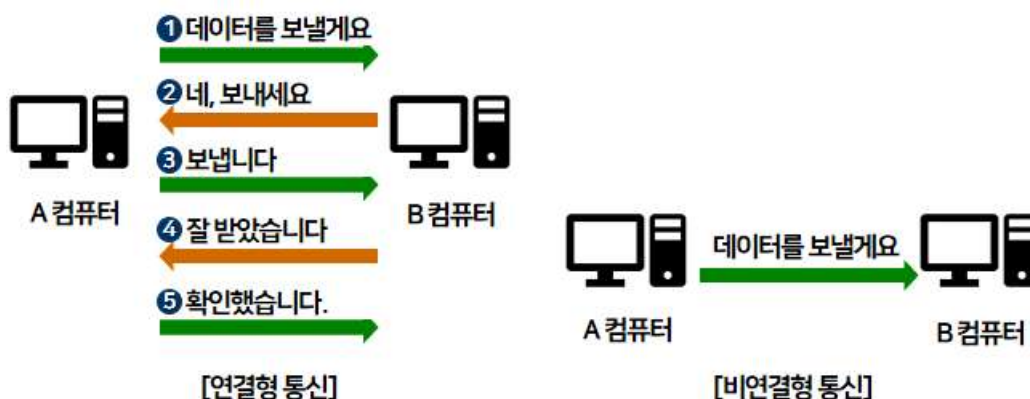 ❶ 데이터를 보낼게요
❷ 네, 보내세요
❸ 보냅니다
A 컴퓨터
B 컴퓨터
❹ 잘 받았습니다
❺ 확인했습니다.
[연결형 통신]
데이터를 보낼게요
A 컴퓨터
B 컴퓨터
[비연결형 통신]